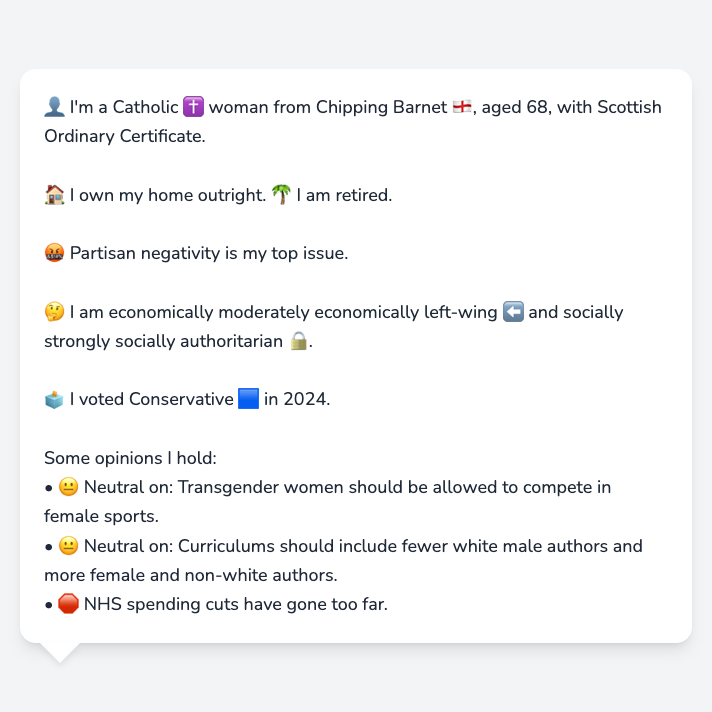 👤 I'm a Catholic ✝️ woman from Chipping Barnet 🏴󠁧󠁢󠁥󠁮󠁧󠁿, aged 68, with Scottish
Ordinary Certificate.
🏠 I own my home outright. 🌴 I am retired.
🤬 Partisan negativity is my top issue.
🤔 I am economically moderately economically left-wing ⬅️ and socially
strongly socially authoritarian 🔒.
🗳️ I voted Conservative 🟦 in 2024.
Some opinions I hold:
• 😐 Neutral on: Transgender women should be allowed to compete in
female sports.
• 😐 Neutral on: Curriculums should include fewer white male authors and
more female and non-white authors.
• 🛑 NHS spending cuts have gone too far.